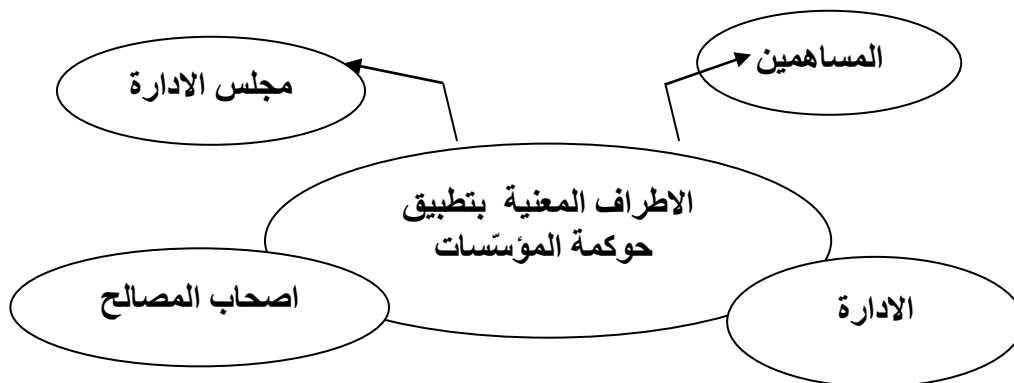 المساهمين
مجلس الادارة
الاطراف المعنية بتطبيق
حوكمة المؤسّسات
الادارة
اصحاب المصالح